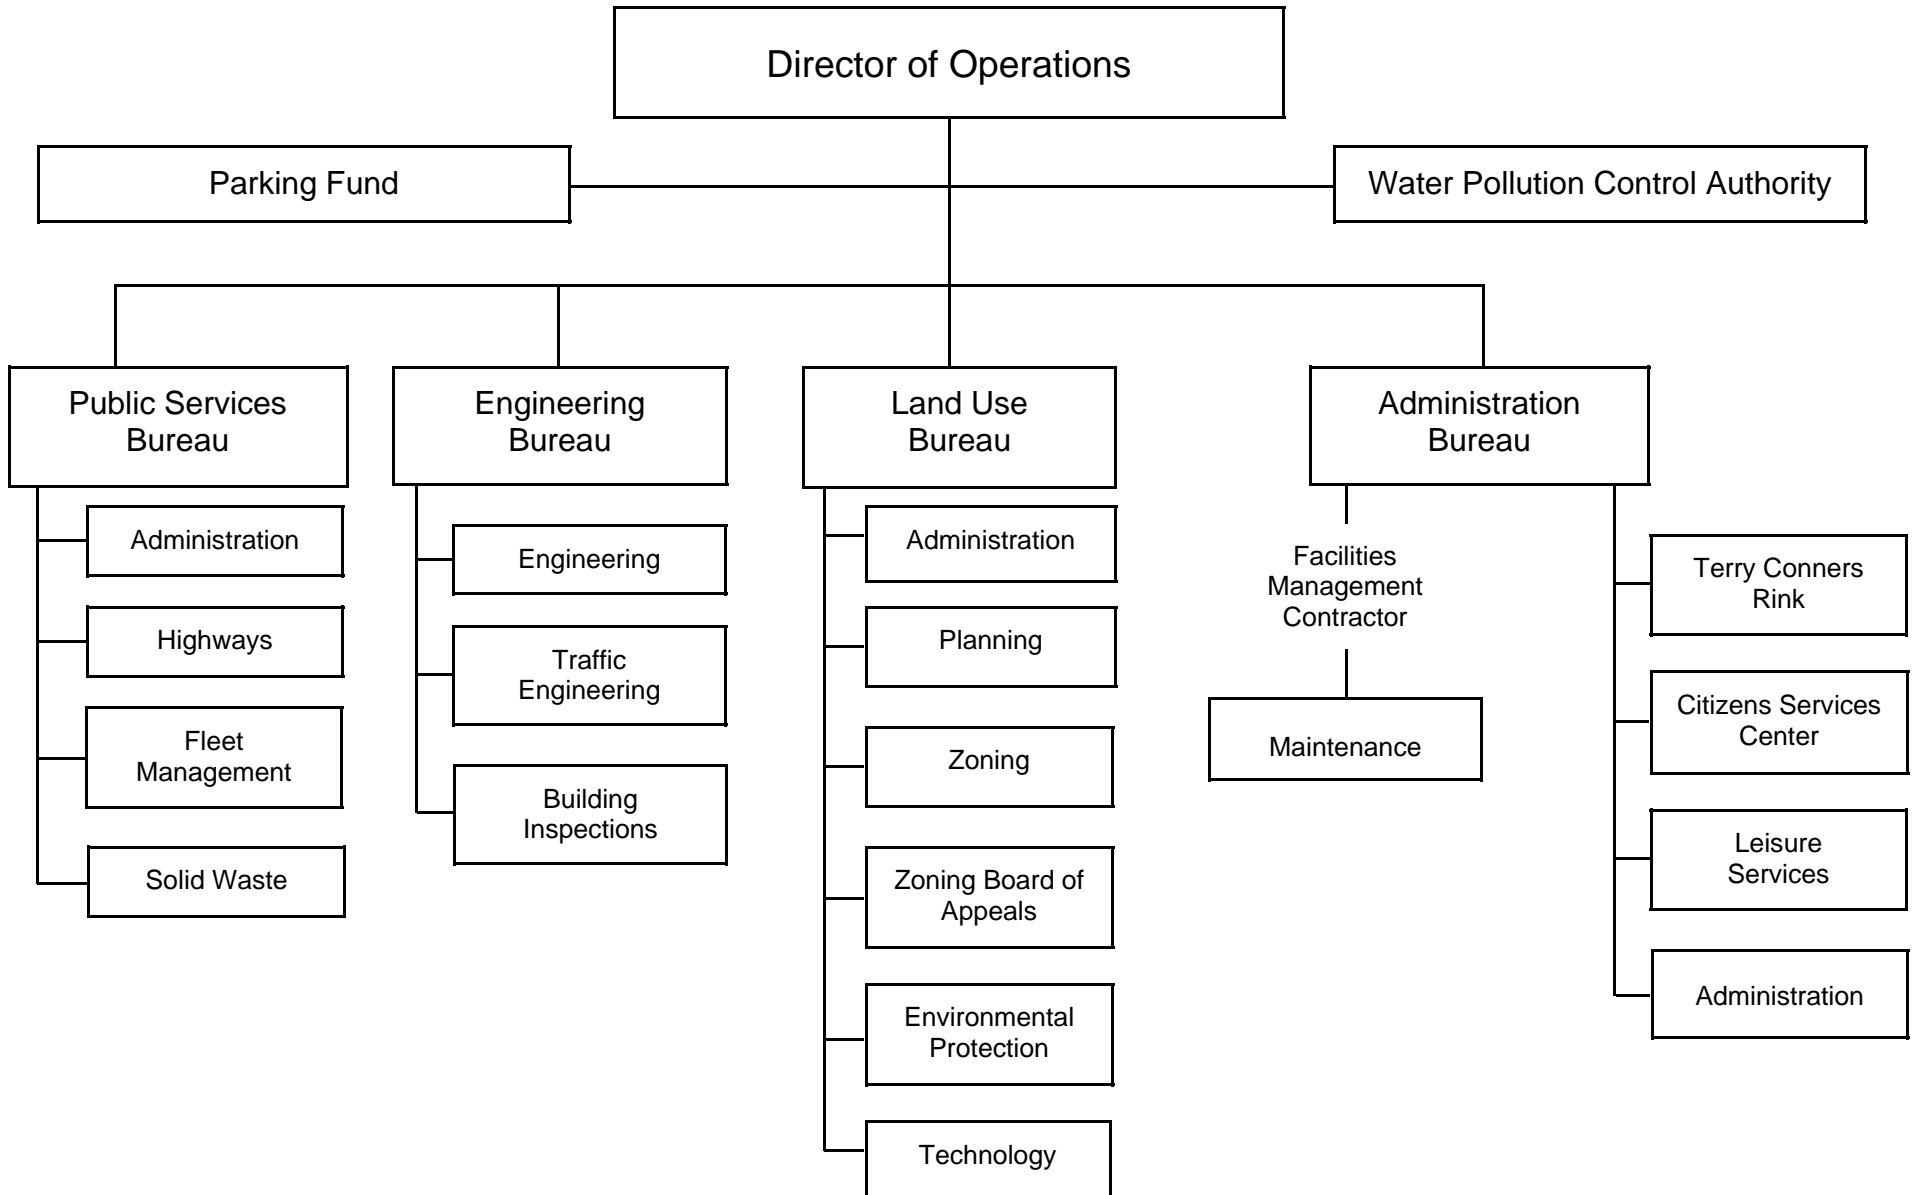 Director of Operations
Parking Fund
Water Pollution Control Authority
Public Services
Bureau
Engineering
Bureau
Land Use
Bureau
Administration
Bureau
Administration
Highways
Fleet
Management
Solid Waste
Engineering
Traffic
Engineering
Building
Inspections
Administration
Planning
Zoning
Zoning Board of
Appeals
Environmental
Protection
Technology
Facilities
Management
Contractor
Maintenance
Terry Conners
Rink
Citizens Services
Center
Leisure
Services
Administration